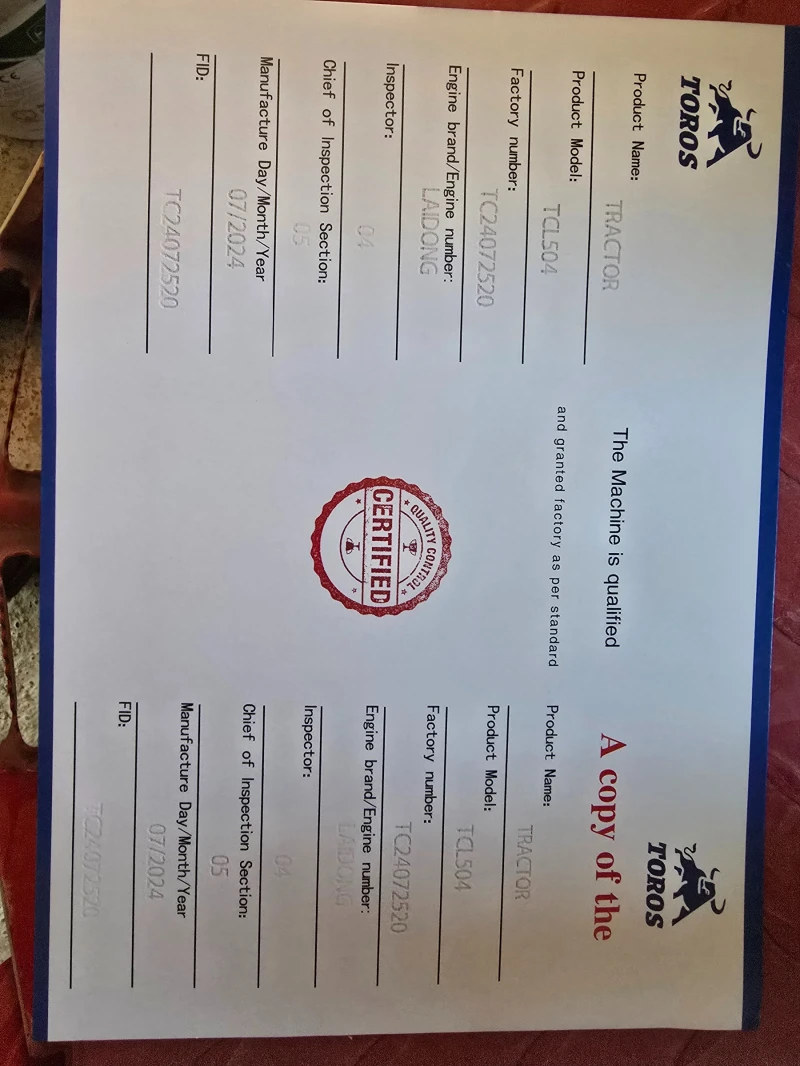 TOROS
Product Name: TRACTOR
Product Model: TCL504
Factory number: TC24072520
Engine brand/Engine number: LAIDONG
Inspector: 04
Chief of Inspection Section: 05
Manufacture Day/Month/Year 07/2024
FID: TC24072520
The Machine is qualified
and granted factory as per standard
QUALITY CONTROL
CERTIFIED
TOROS
A copy of the
Product Name: TRACTOR
Product Model: TCL504
Factory number: TC24072520
Engine brand/Engine number: LAIDONG
Inspector: 04
Chief of Inspection Section: 05
Manufacture Day/Month/Year 07/2024
FID: TC24072520